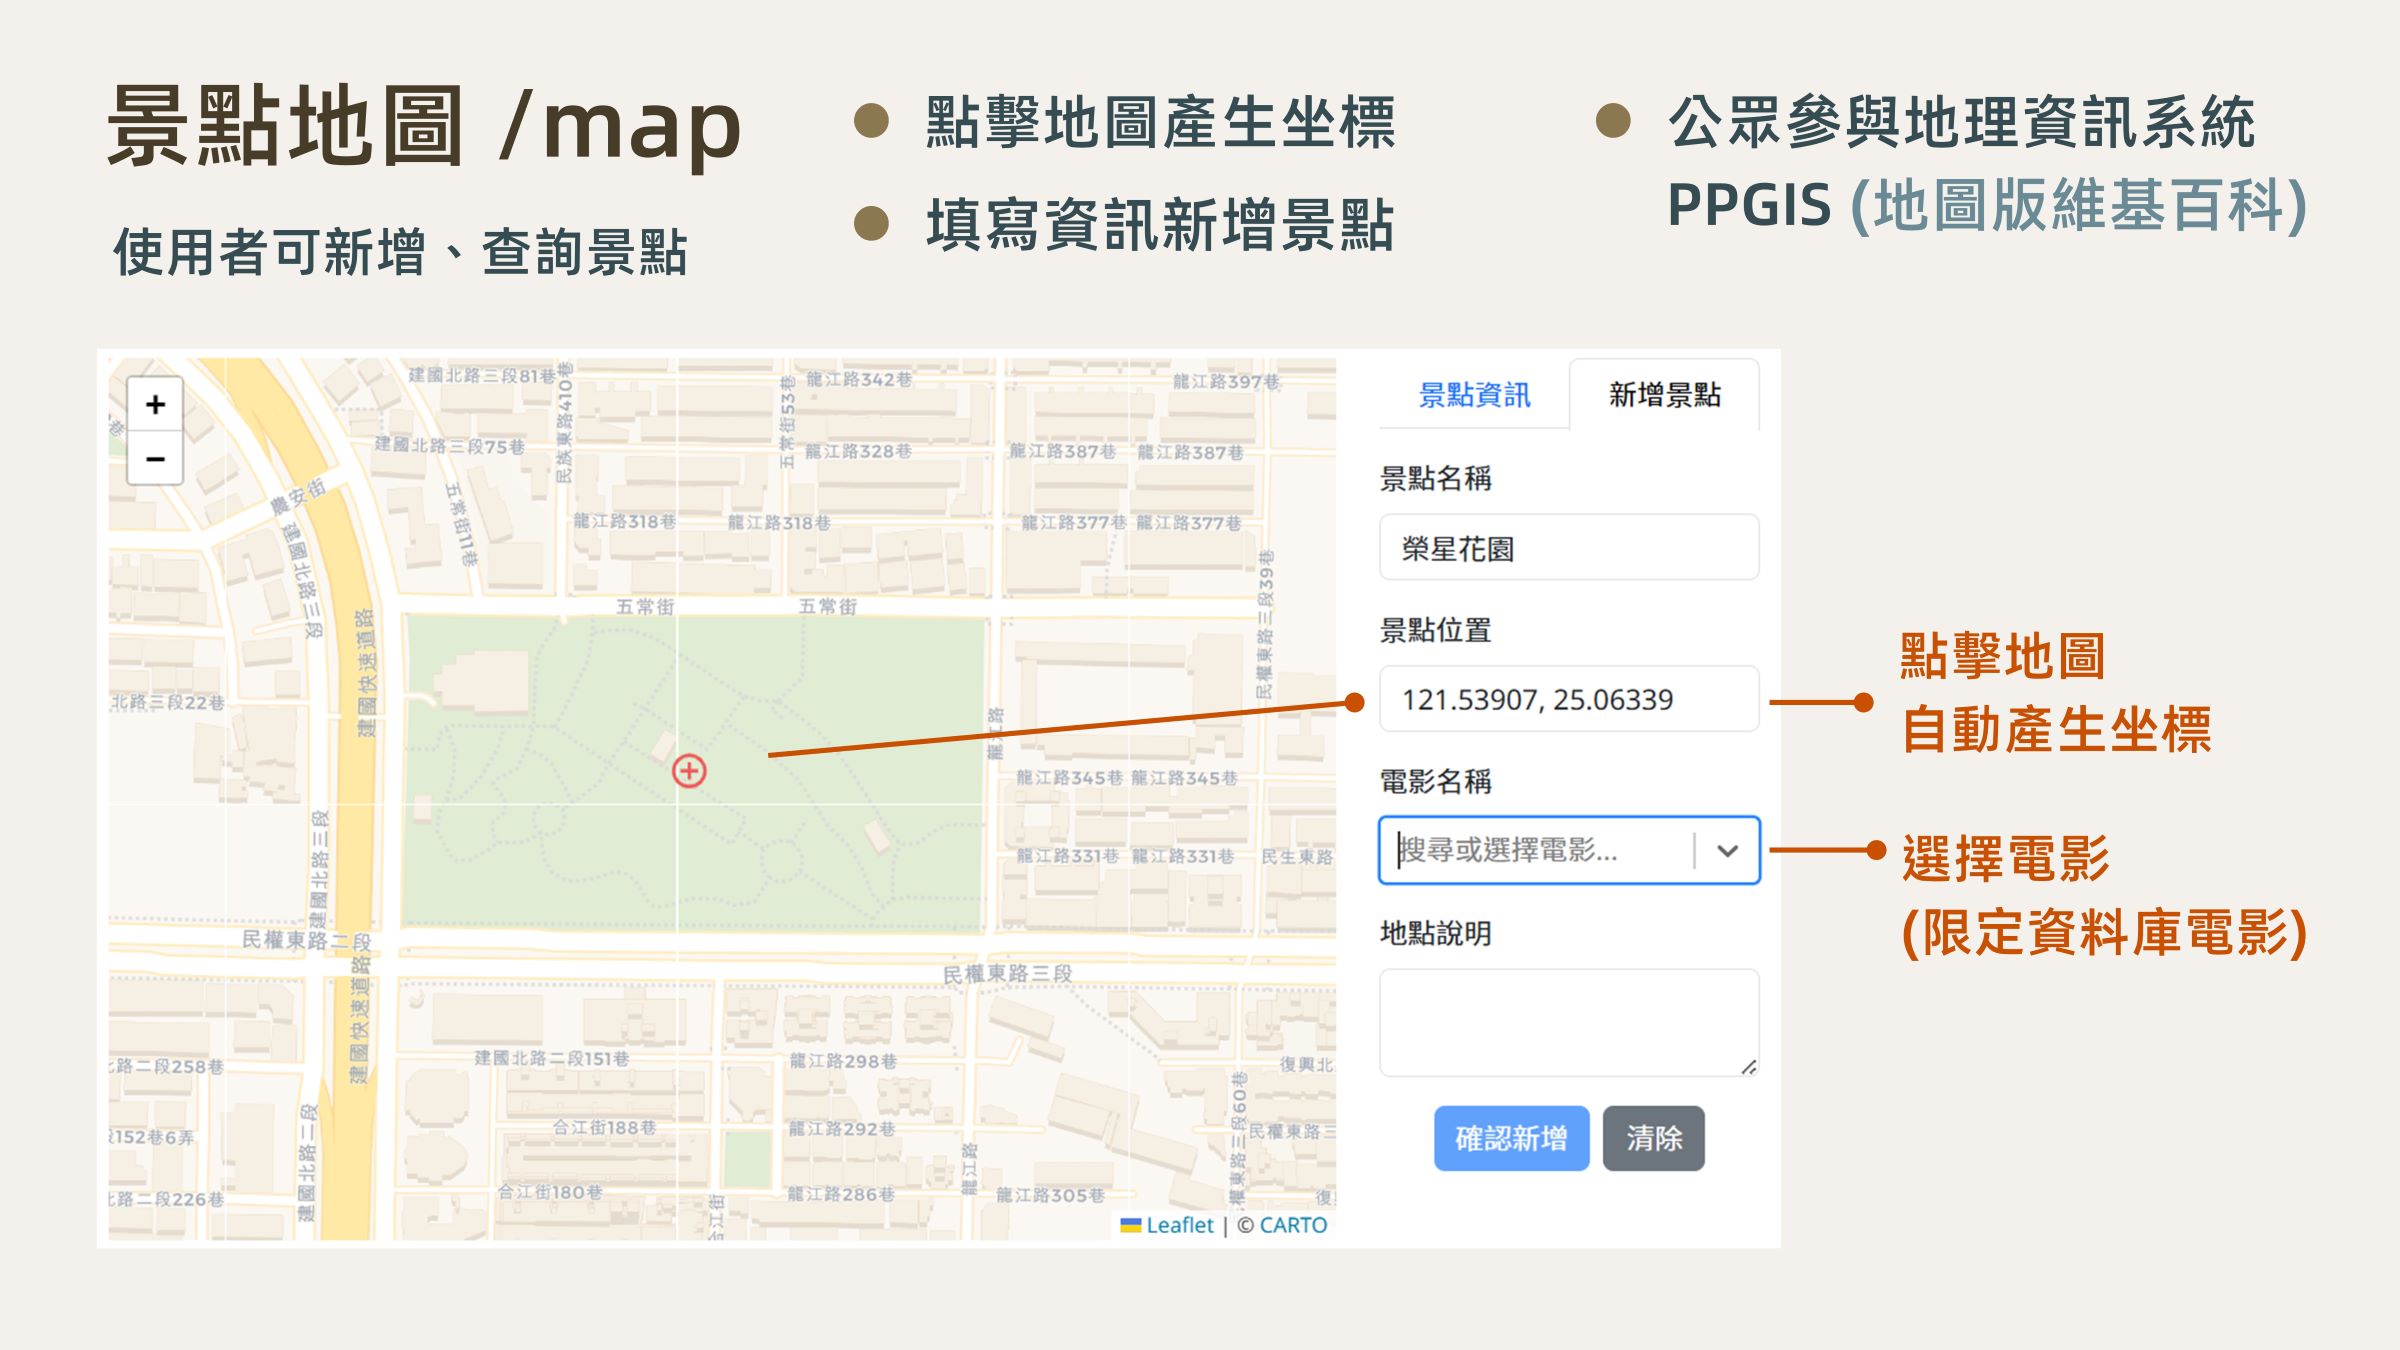 景點地圖 /map
使用者可新增、查詢景點
點擊地圖產生坐標
填寫資訊新增景點
公眾參與地理資訊系統
PPGIS (地圖版維基百科)
+
−
建國北路三段81巷
民族東路410巷
五常街53巷
龍江路342巷
龍江路397巷
建國北路三段75巷
龍江路328巷
龍江路387巷
龍江路387巷
農安街
五常街11巷
龍江路318巷
龍江路318巷
龍江路377巷
龍江路377巷
建國北路三段
五常街
五常街
民權東路三段39巷
建國快速道路
北路三段22巷
龍江路
龍江路345巷
龍江路345巷
建國北路三段
龍江路331巷
龍江路331巷
民生東路
民權東路二段
民權東路三段
建國快速道路
路二段258巷
建國北路二段151巷
龍江路298巷
復興北
152巷6弄
合江街188巷
龍江路292巷
民權東路三段60巷
民權東路三
建國北路二段
路二段226巷
合江街180巷
合江街
龍江路286巷
龍江路
龍江路305巷
復
Leaflet | © CARTO
景點資訊
新增景點
景點名稱
榮星花園
景點位置
121.53907, 25.06339
電影名稱
搜尋或選擇電影...
地點說明
確認新增
清除
點擊地圖
自動產生坐標
選擇電影
(限定資料庫電影)